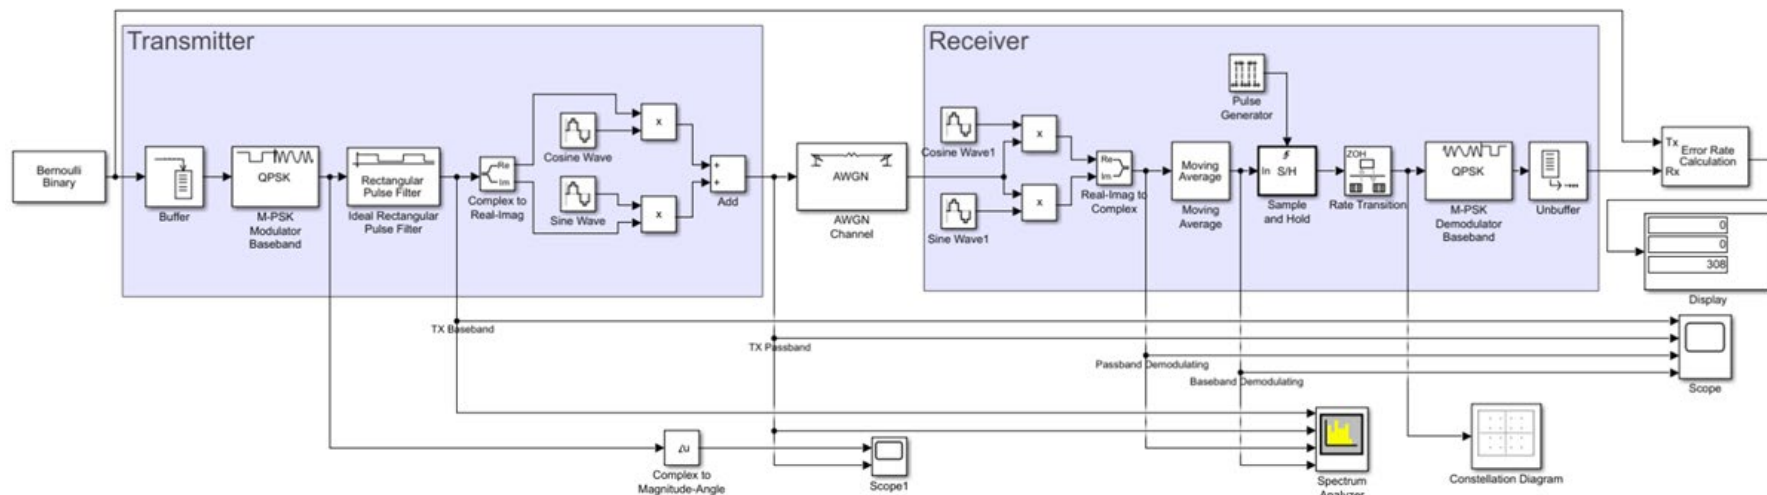 Transmitter
Receiver
Bernoulli
Binary
Buffer
QPSK
M-PSK
Modulator
Baseband
Rectangular
Pulse Filter
Ideal Rectangular
Pulse Filter
Re
Im
Complex to
Real-Imag
Cosine Wave
Sine Wave
x
x
+
+
Add
AWGN
AWGN
Channel
Cosine Wave1
Sine Wave1
x
x
Re
Im
Real-Imag to
Complex
Moving
Average
Moving
Average
Pulse
Generator
In
S/H
Sample
and Hold
ZOH
Rate Transition
QPSK
M-PSK
Demodulator
Baseband
Unbuffer
Tx
Rx
Error Rate
Calculation
0
0
308
Display
TX Baseband
TX Passband
Passband Demodulating
Baseband Demodulating
Scope
Complex to
Magnitude-Angle
Scope1
Spectrum
Analyzer
Constellation Diagram